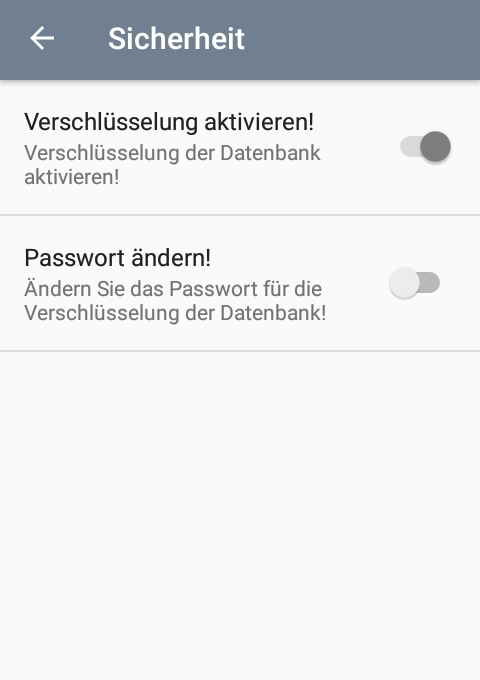 Sicherheit
Verschlüsselung aktivieren!
Verschlüsselung der Datenbank
aktivieren!
Passwort ändern!
Ändern Sie das Passwort für die
Verschlüsselung der Datenbank!